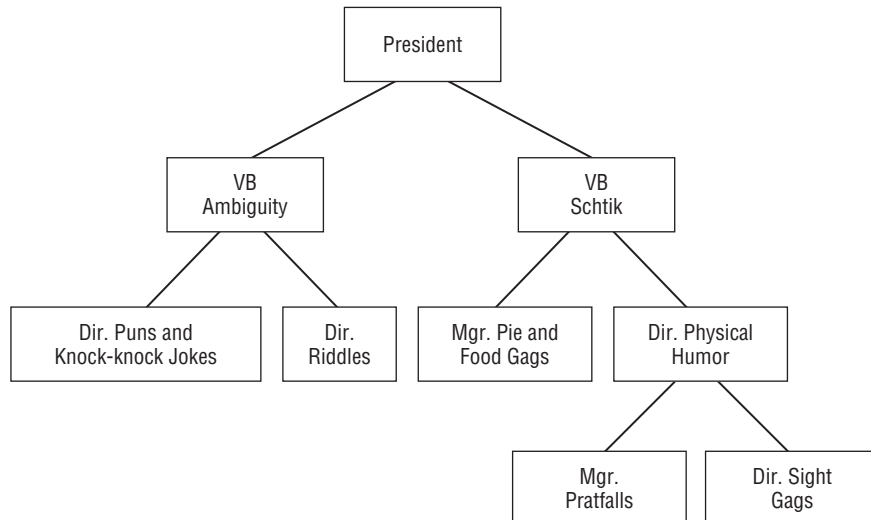 President
VB
Ambiguity
VB
Schtik
Dir. Puns and
Knock-knock Jokes
Dir.
Riddles
Mgr. Pie and
Food Gags
Dir. Physical
Humor
Mgr.
Pratfalls
Dir. Sight
Gags